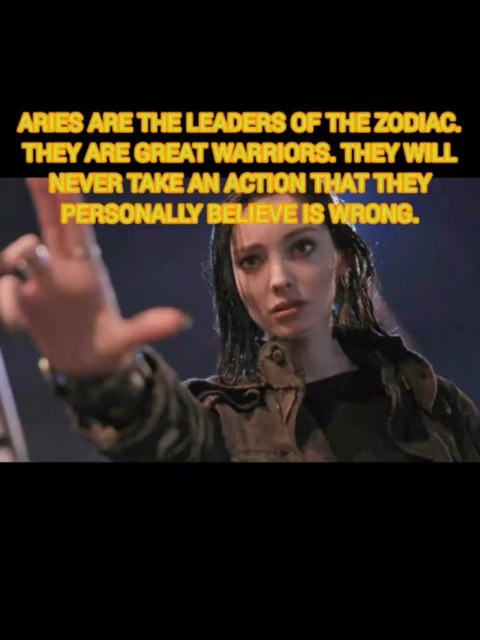 ARIES ARE THE LEADERS OF THE ZODIAC.
THEY ARE GREAT WARRIORS. THEY WILL
NEVER TAKE AN ACTION THAT THEY
PERSONALLY BELIEVE IS WRONG.